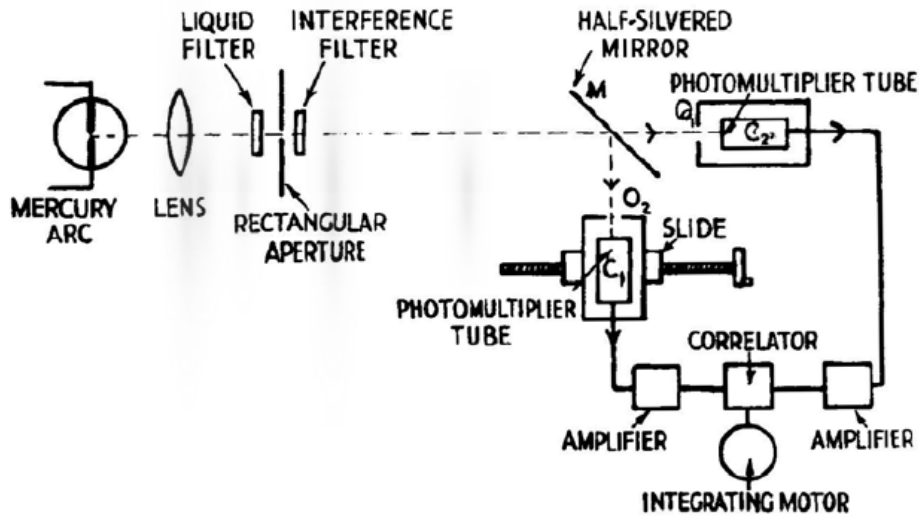 LIQUID
FILTER
INTERFERENCE
FILTER
HALF-SILVERED
MIRROR
M
PHOTOMULTIPLIER TUBE
O1
C2
MERCURY
ARC
LENS
RECTANGULAR
APERTURE
O2
SLIDE
C1
PHOTOMULTIPLIER
TUBE
CORRELATOR
AMPLIFIER
AMPLIFIER
INTEGRATING MOTOR